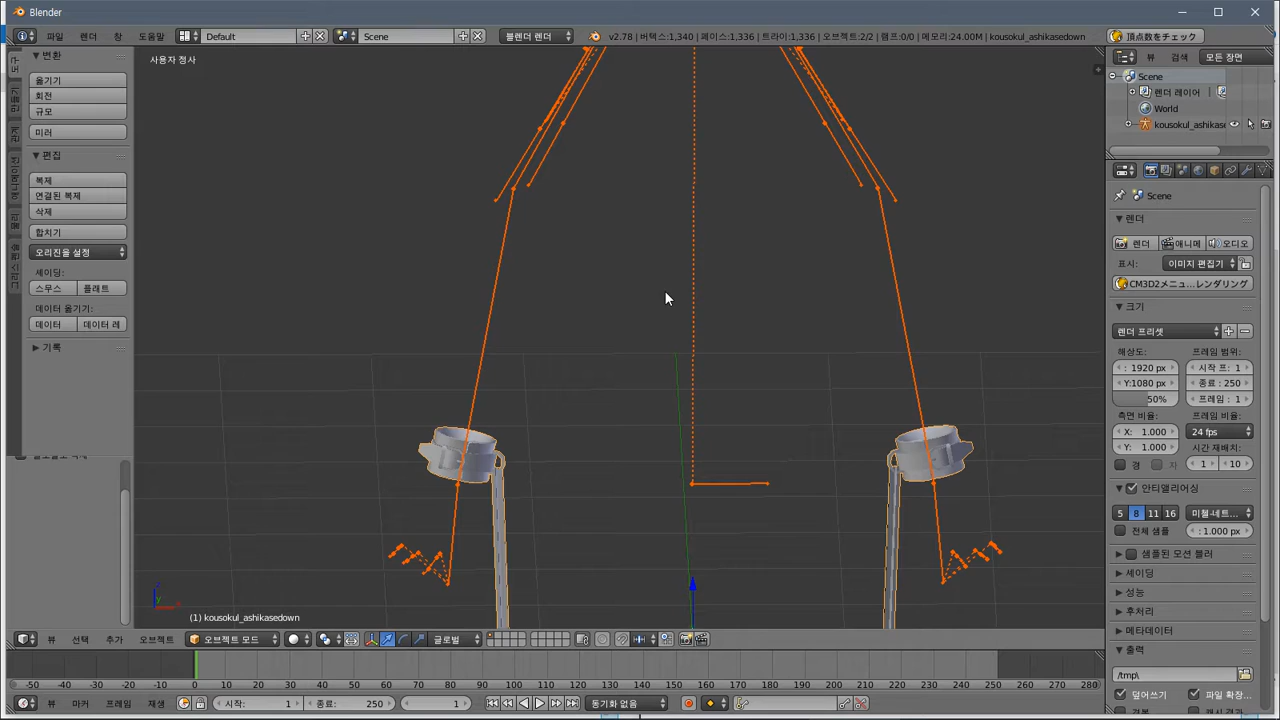 Blender
파일
렌더
창
도움말
Default
Scene
블렌더 렌더
v2.78 | 버텍스:1,340 | 페이스:1,336 | 트라이:1,336 | 오브젝트:2/2 | 램프:0/0 | 메모리:24.00M | kousokul_ashikasedown
頂点数をチェック
변환
옮기기
회전
규모
미러
편집
복제
연결된 복제
삭제
합치기
오리진을 설정
셰이딩:
스무스
플래트
데이터 옮기기:
데이터
데이터 레
기록
사용자 정사
(1) kousokul_ashikasedown
뷰
선택
추가
오브젝트
오브젝트 모드
글로벌
뷰
검색
모든 장면
Scene
렌더 레이어
World
kousokul_ashikase
Scene
렌더
렌더
애니메
오디오
표시:
이미지 편집기
CM3D2メニュ...レンダリング
크기
렌더 프리셋
해상도:
프레임 범위:
: 1920 px
시작 프: 1
Y:1080 px
종료 : 250
50%
프레임 : 1
측면 비율:
프레임 비율:
X: 1.000
24 fps
Y: 1.000
시간 재배치:
경
1
10
안티앨리어싱
5
8
11
16
미첼-네트...
전체 샘플
: 1.000 px
샘플된 모션 블러
셰이딩
성능
후처리
메타데이터
출력
/tmp\
덮어쓰기
파일 확장...
-50 -40 -30 -20 -10 0 10 20 30 40 50 60 70 80 90 100 110 120 130 140 150 160 170 180 190 200 210 220 230 240 250 260 270 280
뷰
마커
프레임
재생
시작: 1
종료: 250
1
동기화 없음